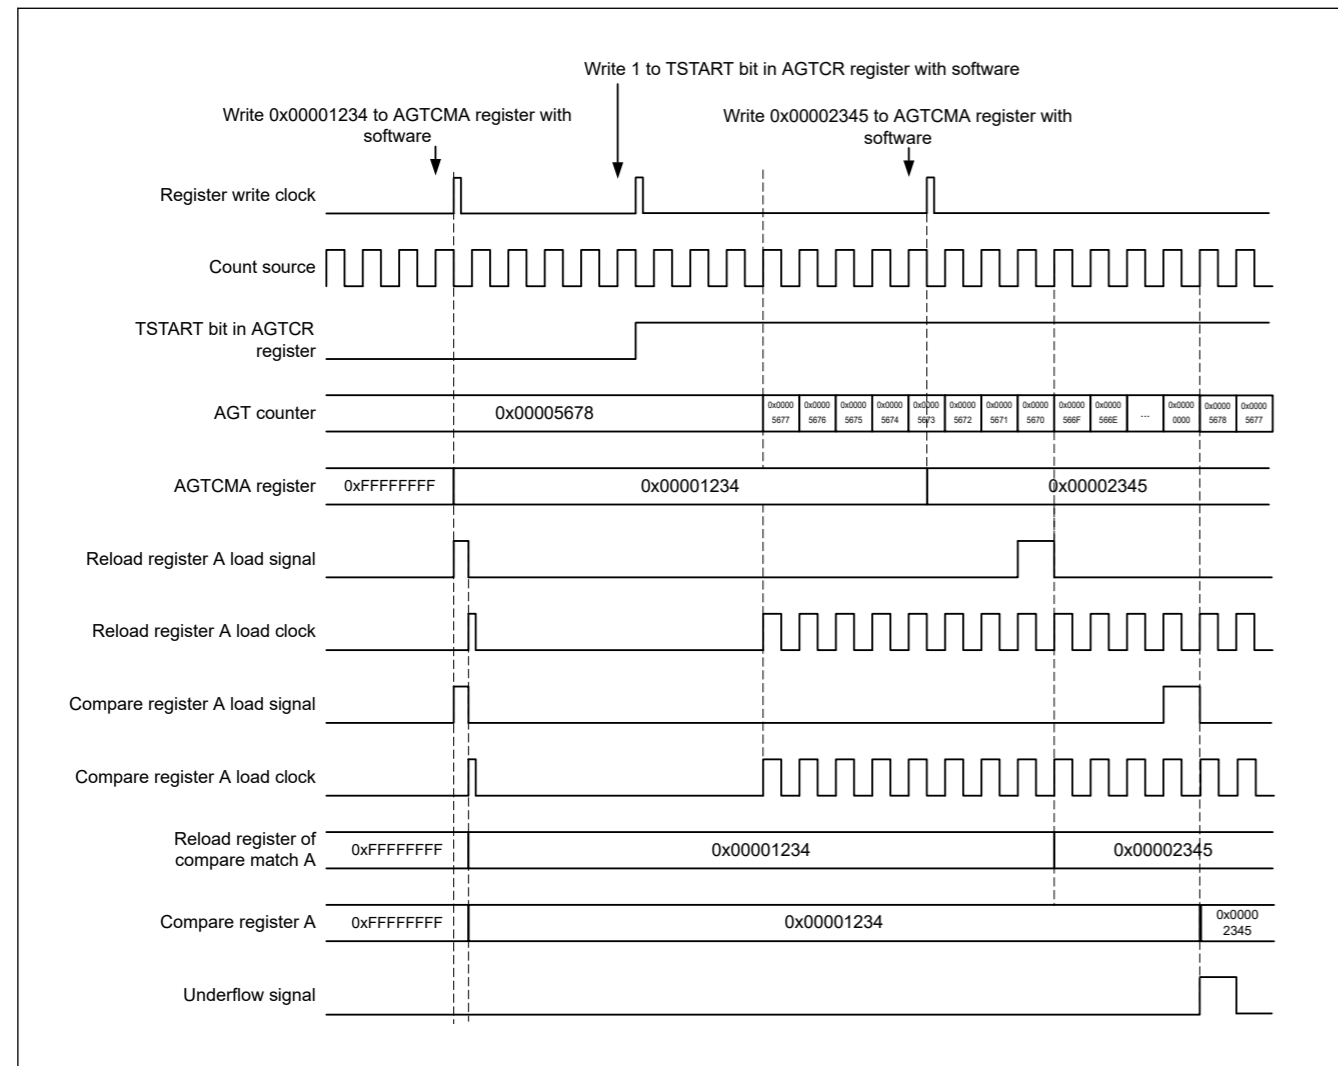 Write 1 to TSTART bit in AGTCR register with software
Write 0x00001234 to AGTCMA register with
software
Write 0x00002345 to AGTCMA register with
software
Register write clock
Count source
TSTART bit in AGTCR
register
AGT counter
0x00005678
0x0000 0x0000 0x0000 0x0000 0x0000 0x0000 0x0000 0x0000 0x0000 0x0000 ... 0x0000 0x0000 0x0000
5677 5676 5675 5674 5673 5672 5671 5670 566F 566E 0000 5678 5677
AGTCMA register
0xFFFFFFFF
0x00001234
0x00002345
Reload register A load signal
Reload register A load clock
Compare register A load signal
Compare register A load clock
Reload register of
compare match A
0xFFFFFFFF
0x00001234
0x00002345
Compare register A
0xFFFFFFFF
0x00001234
0x0000
2345
Underflow signal